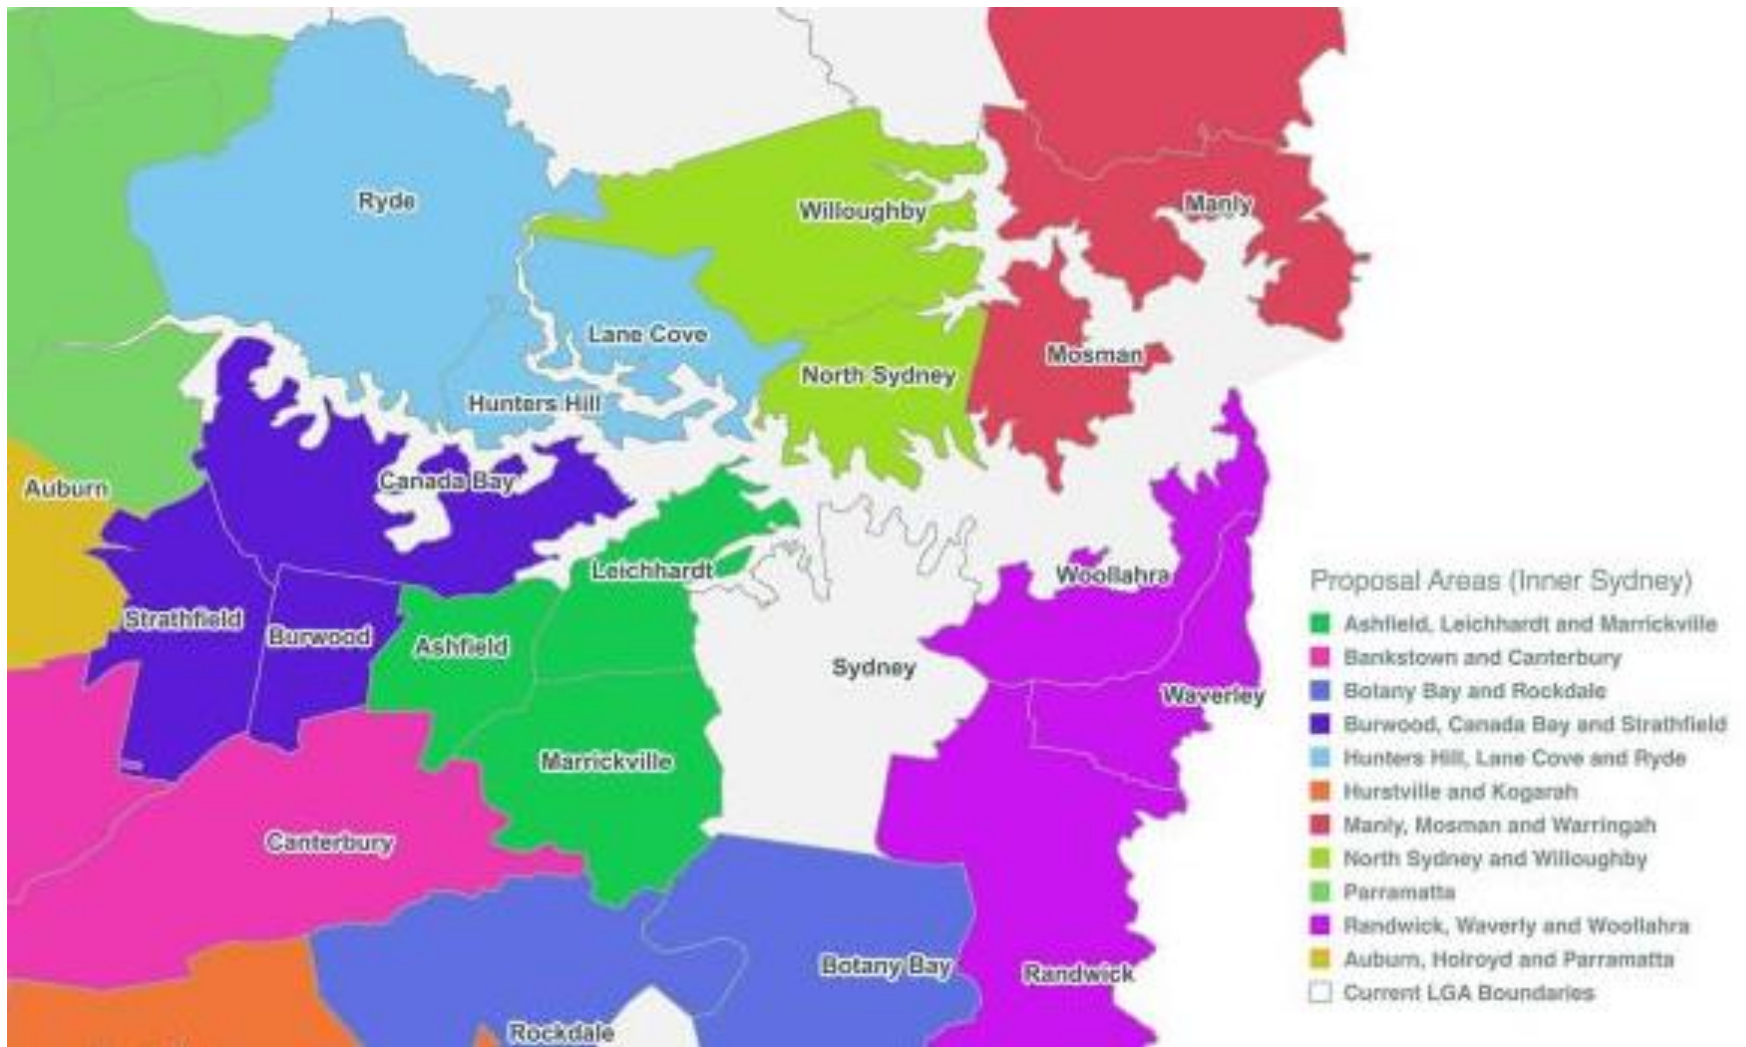 Ryde
Willoughby
Manly
Lane Cove
Mosman
North Sydney
Hunters Hill
Canada Bay
Auburn
Leichhardt
Woollahra
Strathfield
Burwood
Ashfield
Sydney
Waverley
Marrickville
Canterbury
Botany Bay
Randwick
Rockdale
Proposal Areas (Inner Sydney)
Ashfield, Leichhardt and Marrickville
Bankstown and Canterbury
Botany Bay and Rockdale
Burwood, Canada Bay and Strathfield
Hunters Hill, Lane Cove and Ryde
Hurstville and Kogarah
Manly, Mosman and Warringah
North Sydney and Willoughby
Parramatta
Randwick, Waverly and Woollahra
Auburn, Holroyd and Parramatta
Current LGA Boundaries